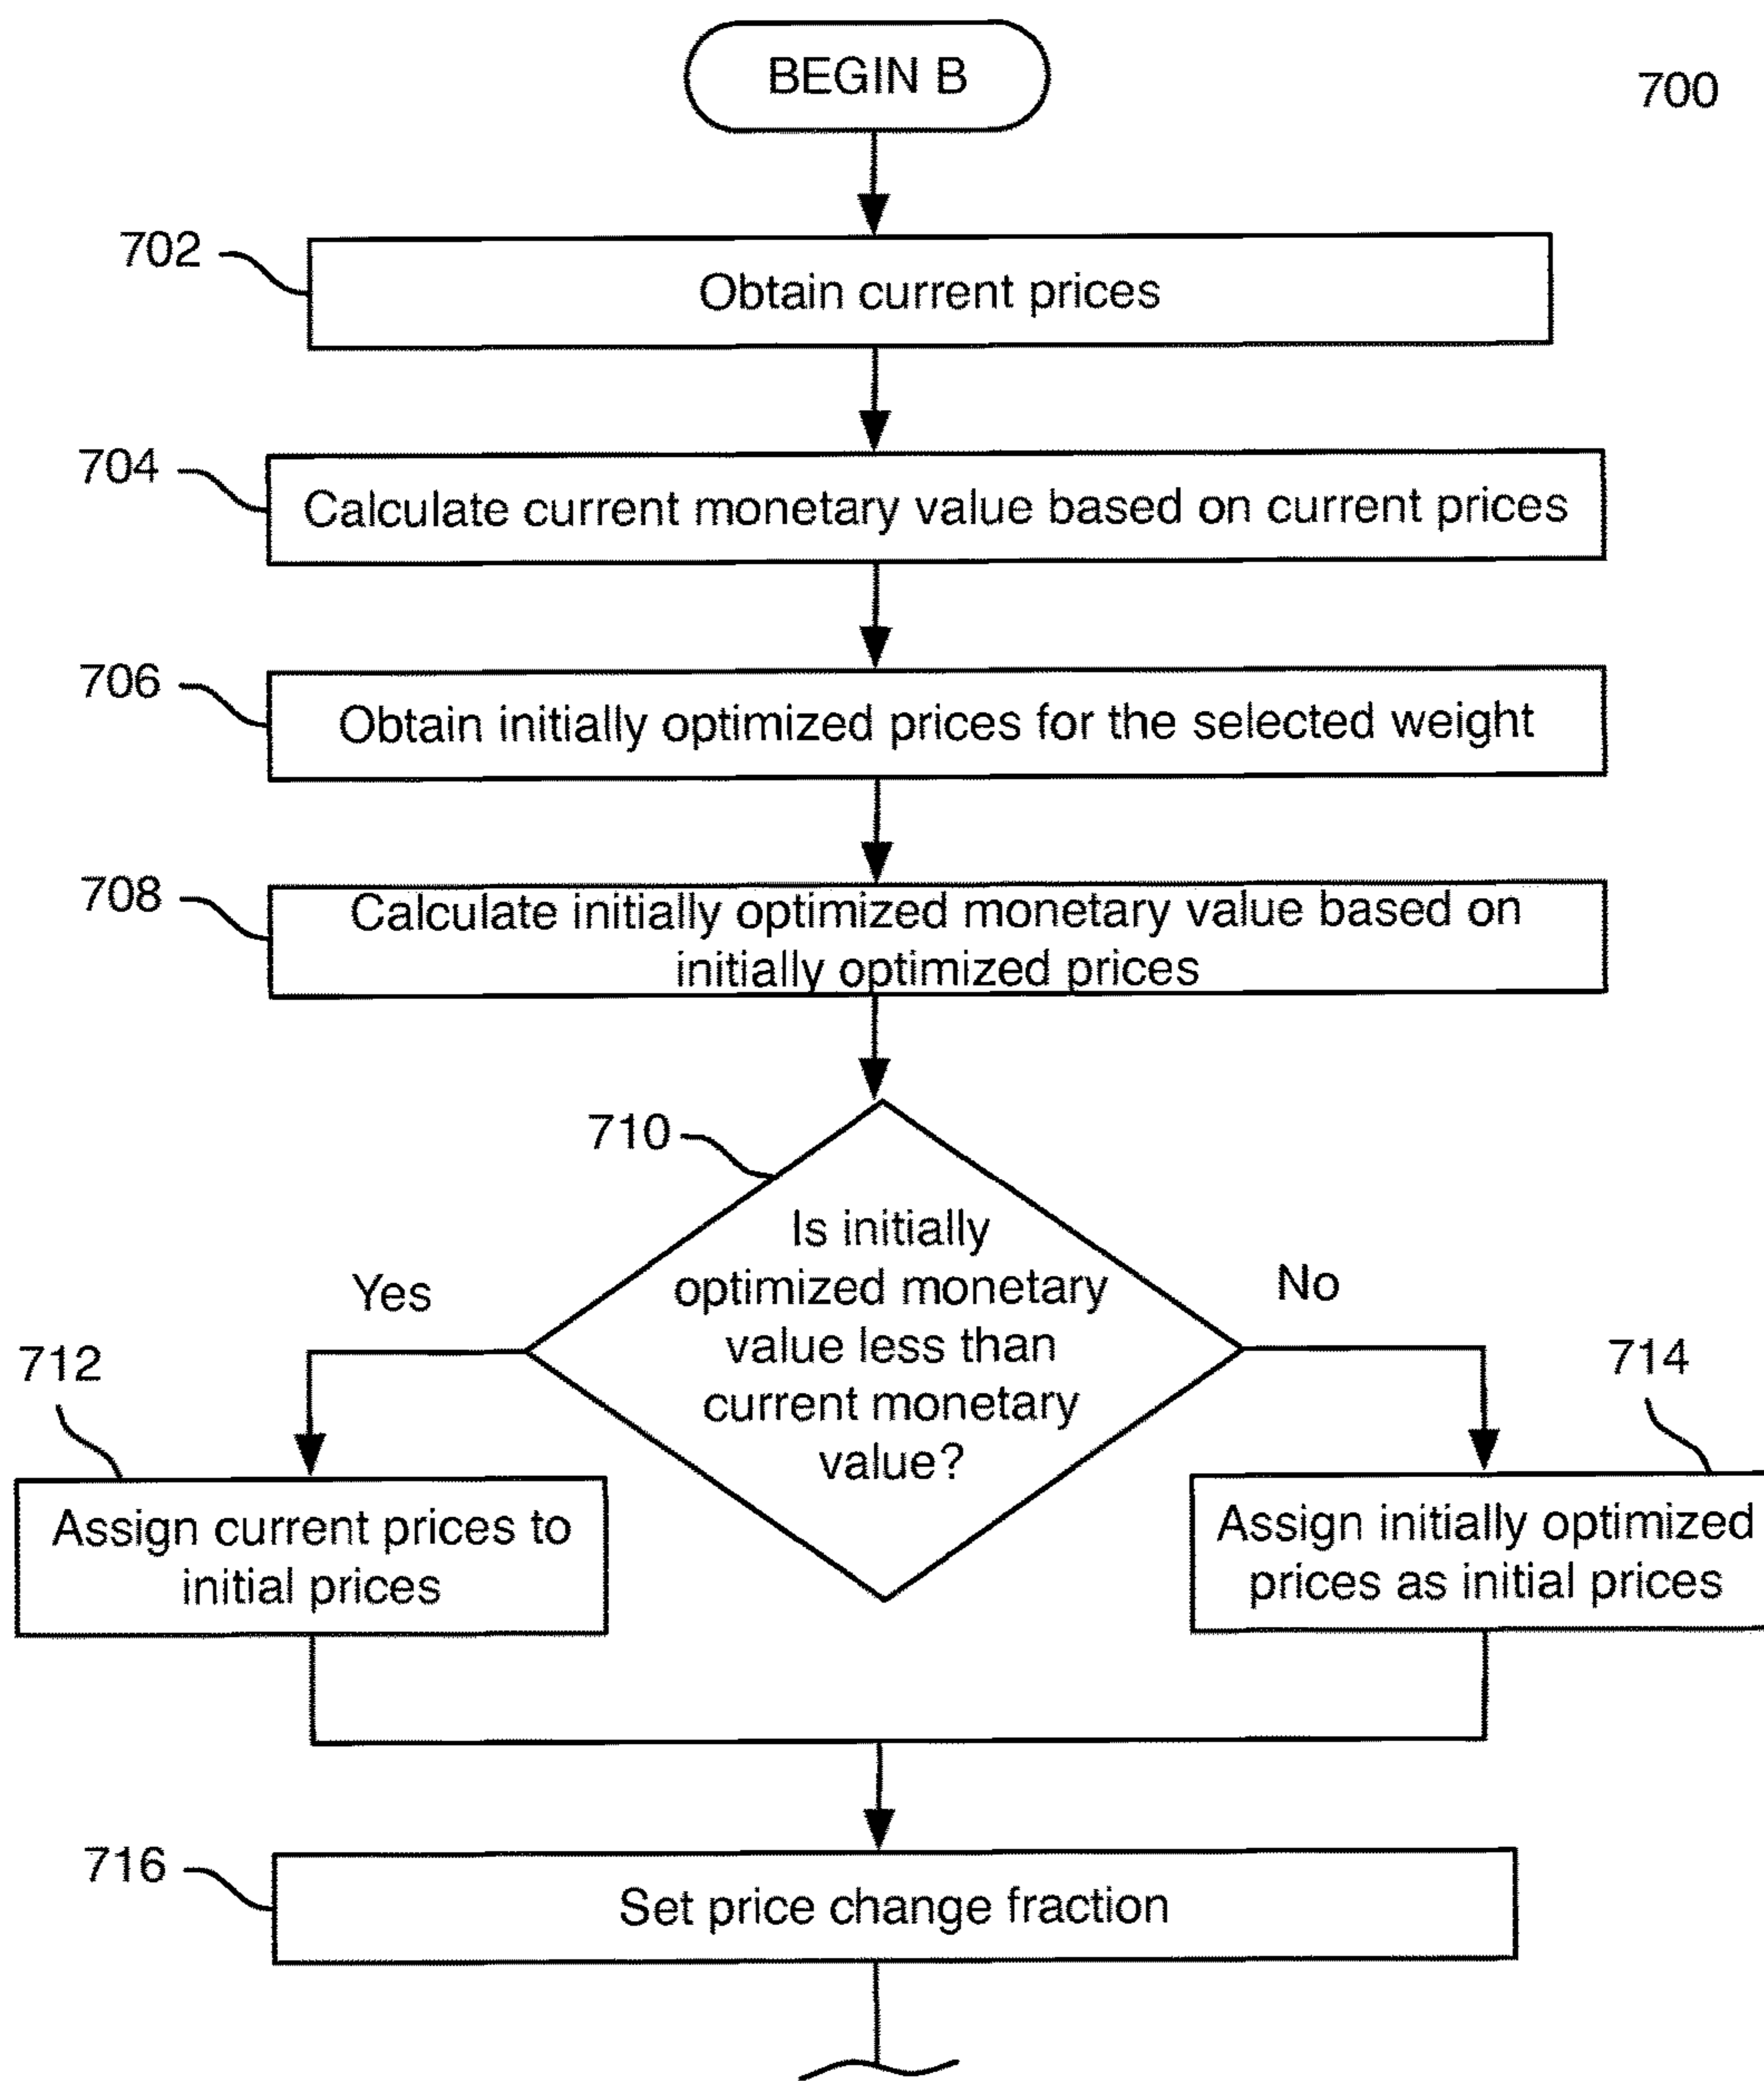 BEGIN B
700
702
Obtain current prices
704
Calculate current monetary value based on current prices
706
Obtain initially optimized prices for the selected weight
708
Calculate initially optimized monetary value based on
initially optimized prices
710
Is initially
optimized monetary
value less than
current monetary
value?
Yes
No
712
Assign current prices to
initial prices
714
Assign initially optimized
prices as initial prices
716
Set price change fraction